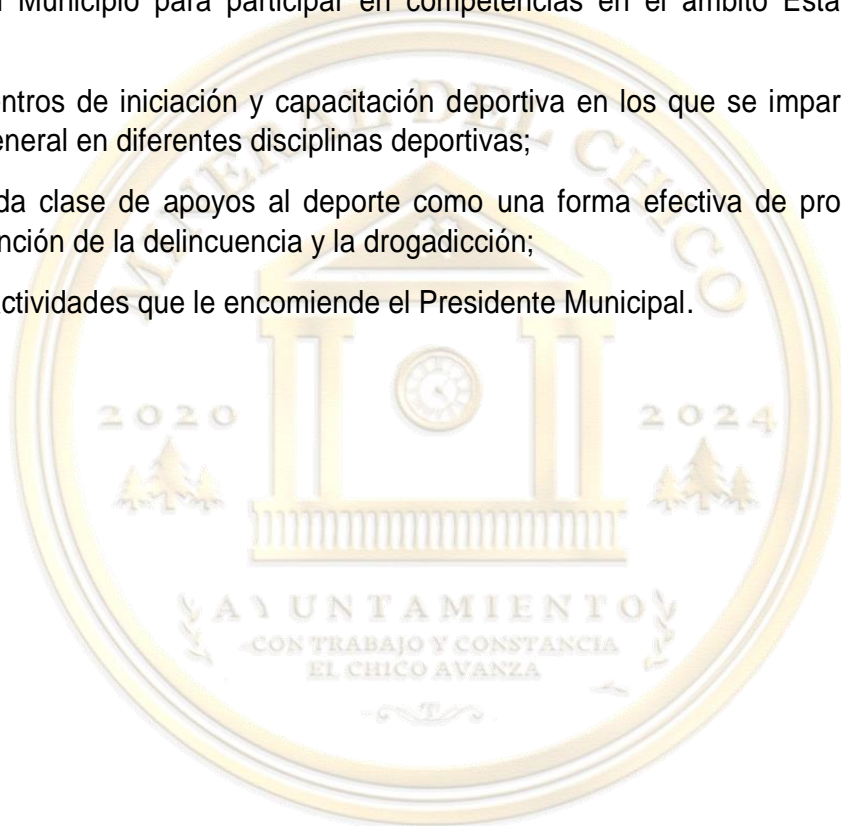 Municipio para participar en competencias en el ámbito Esta
ntros de iniciación y capacitación deportiva en los que se impar
eneral en diferentes disciplinas deportivas;
da clase de apoyos al deporte como una forma efectiva de pro
nción de la delincuencia y la drogadicción;
ctividades que le encomiende el Presidente Municipal.
MINERAL DEL CHICO
2020 2024
AYUNTAMIENTO
CON TRABAJO Y CONSTANCIA
EL CHICO AVANZA